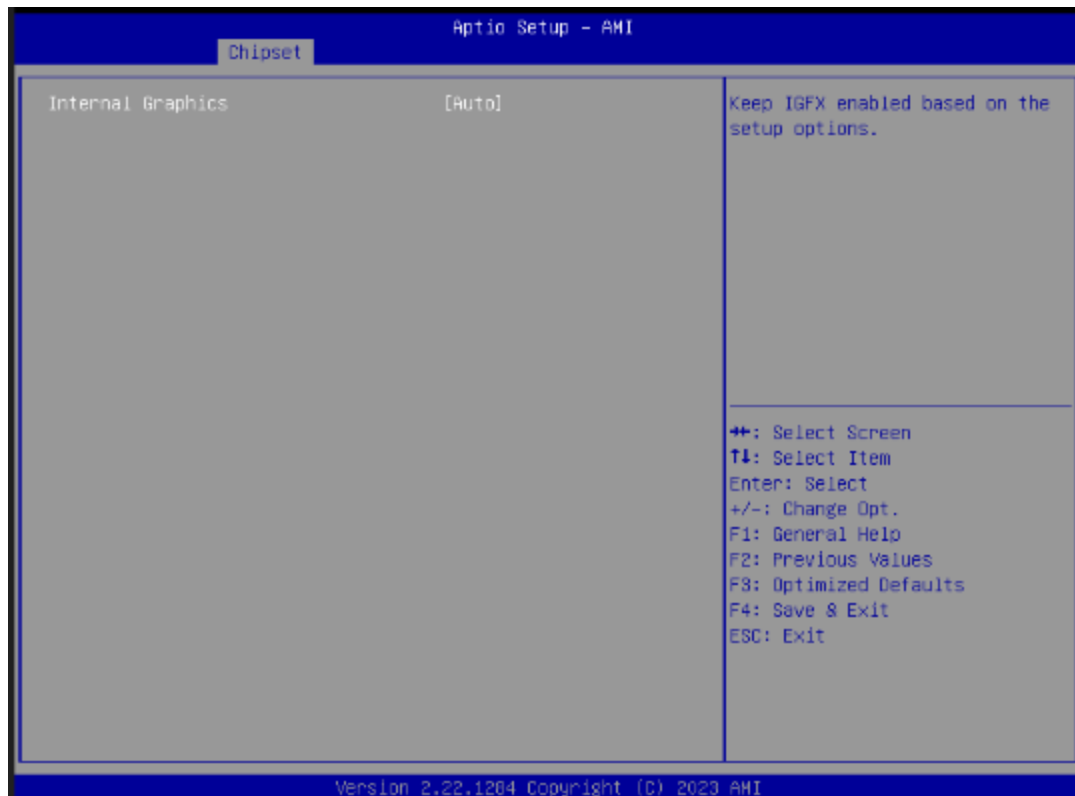 Aptio Setup - AMI
Chipset
Internal Graphics [Auto]
Keep IGFX enabled based on the
setup options.
→←: Select Screen
↑↓: Select Item
Enter: Select
+/-: Change Opt.
F1: General Help
F2: Previous Values
F3: Optimized Defaults
F4: Save & Exit
ESC: Exit
Version 2.22.1284 Copyright (C) 2023 AMI